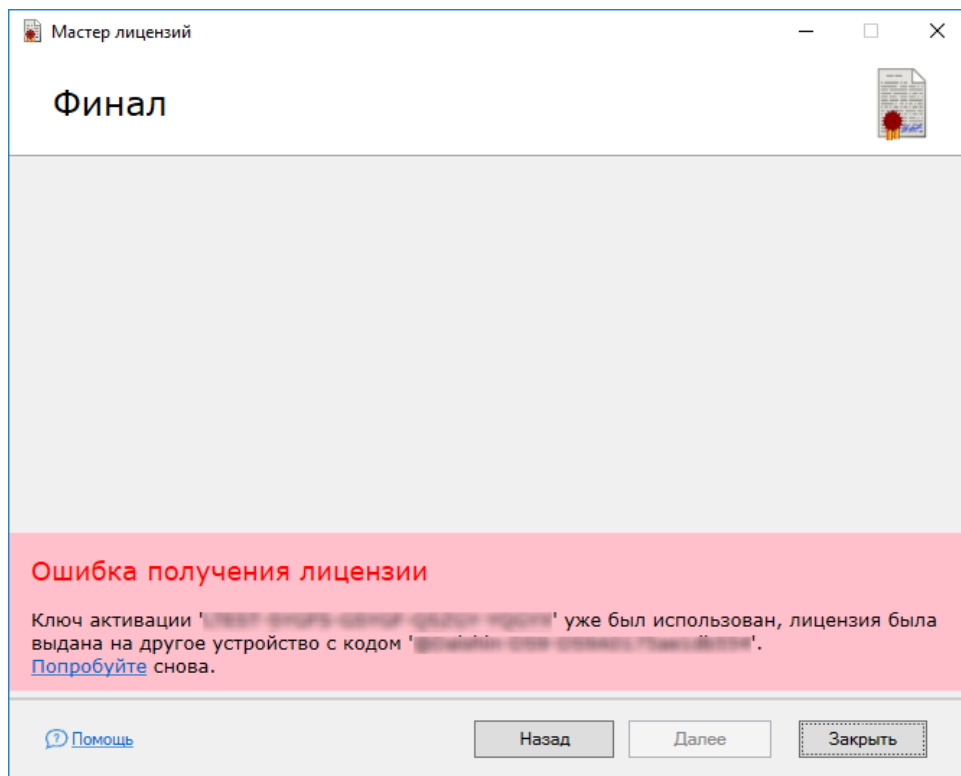 Мастер лицензий
Финал
Ошибка получения лицензии
Ключ активации '                    ' уже был использован, лицензия была
выдана на другое устройство с кодом '                    '.
Попробуйте снова.
Помощь
Назад
Далее
Закрыть